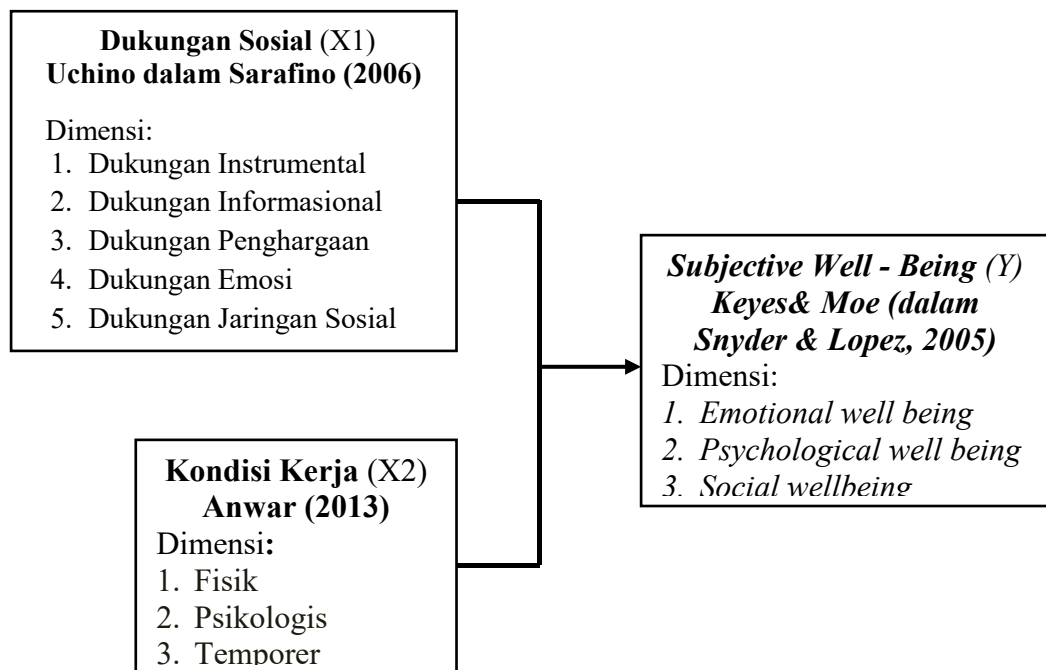 Dukungan Sosial (X1)
Uchino dalam Sarafino (2006)
Dimensi:
1. Dukungan Instrumental
2. Dukungan Informasional
3. Dukungan Penghargaan
4. Dukungan Emosi
5. Dukungan Jaringan Sosial
Kondisi Kerja (X2)
Anwar (2013)
Dimensi:
1. Fisik
2. Psikologis
3. Temporer
Subjective Well - Being (Y)
Keyes& Moe (dalam
Snyder & Lopez, 2005)
Dimensi:
1. Emotional well being
2. Psychological well being
3. Social wellbeing